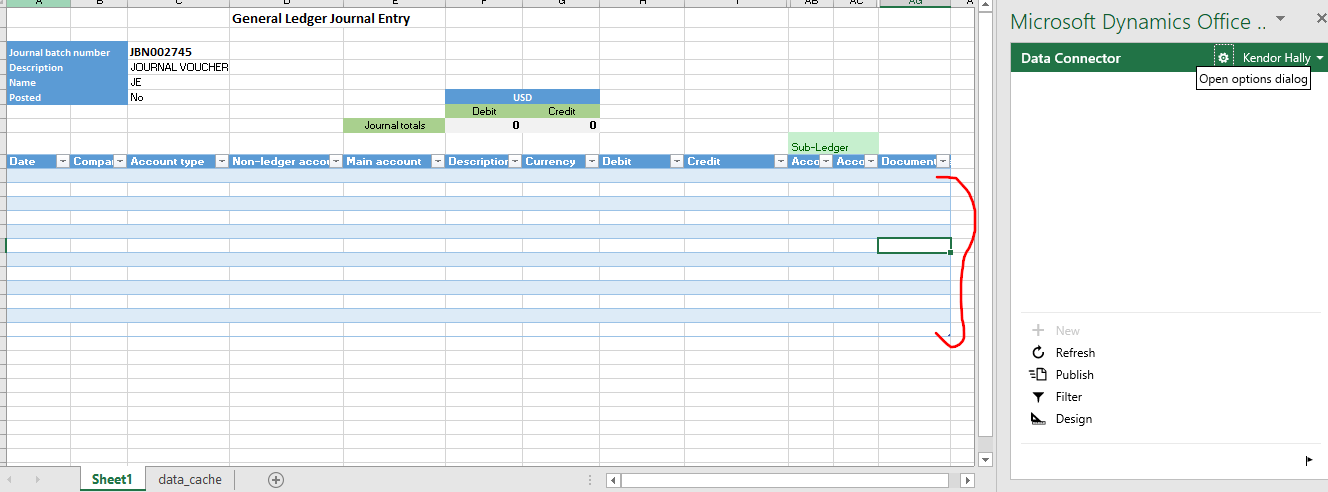 A B C D E F G H I AB AC AG A
General Ledger Journal Entry
Journal batch number JBN002745
Description JOURNAL VOUCHER
Name JE
Posted No
USD
Debit Credit
Journal totals 0 0
Sub-Ledger
Date Compa Account type Non-ledger accou Main account Description Currency Debit Credit Acco Acco Document
Sheet1 data_cache
Microsoft Dynamics Office ..
Data Connector Kendor Hally
Open options dialog
New
Refresh
Publish
Filter
Design